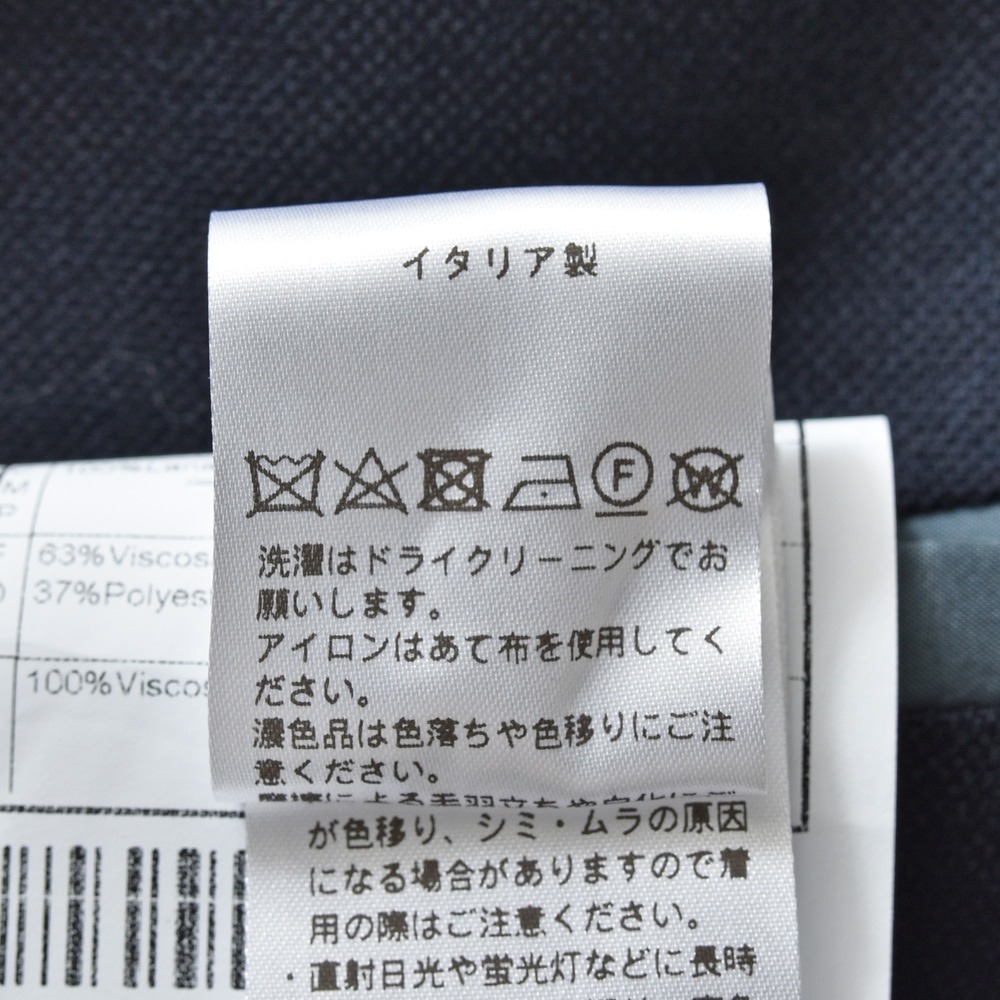 イタリア製
F W
洗濯はドライクリーニングでお
願いします。
アイロンはあて布を使用してく
ださい。
濃色品は色落ちや色移りにご注
意ください。
が色移り、シミ・ムラの原因
になる場合がありますので着
用の際はご注意ください。
・直射日光や蛍光灯などに長時
63%Viscos
37%Polyes
100%Viscos